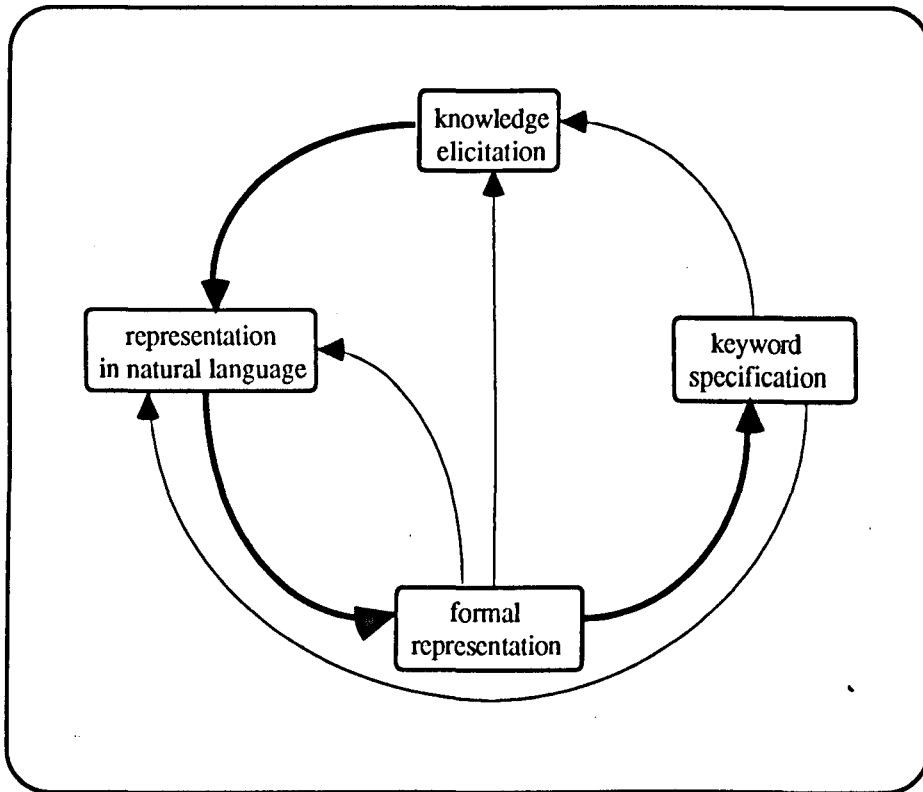 knowledge
elicitation
representation
in natural language
keyword
specification
formal
representation